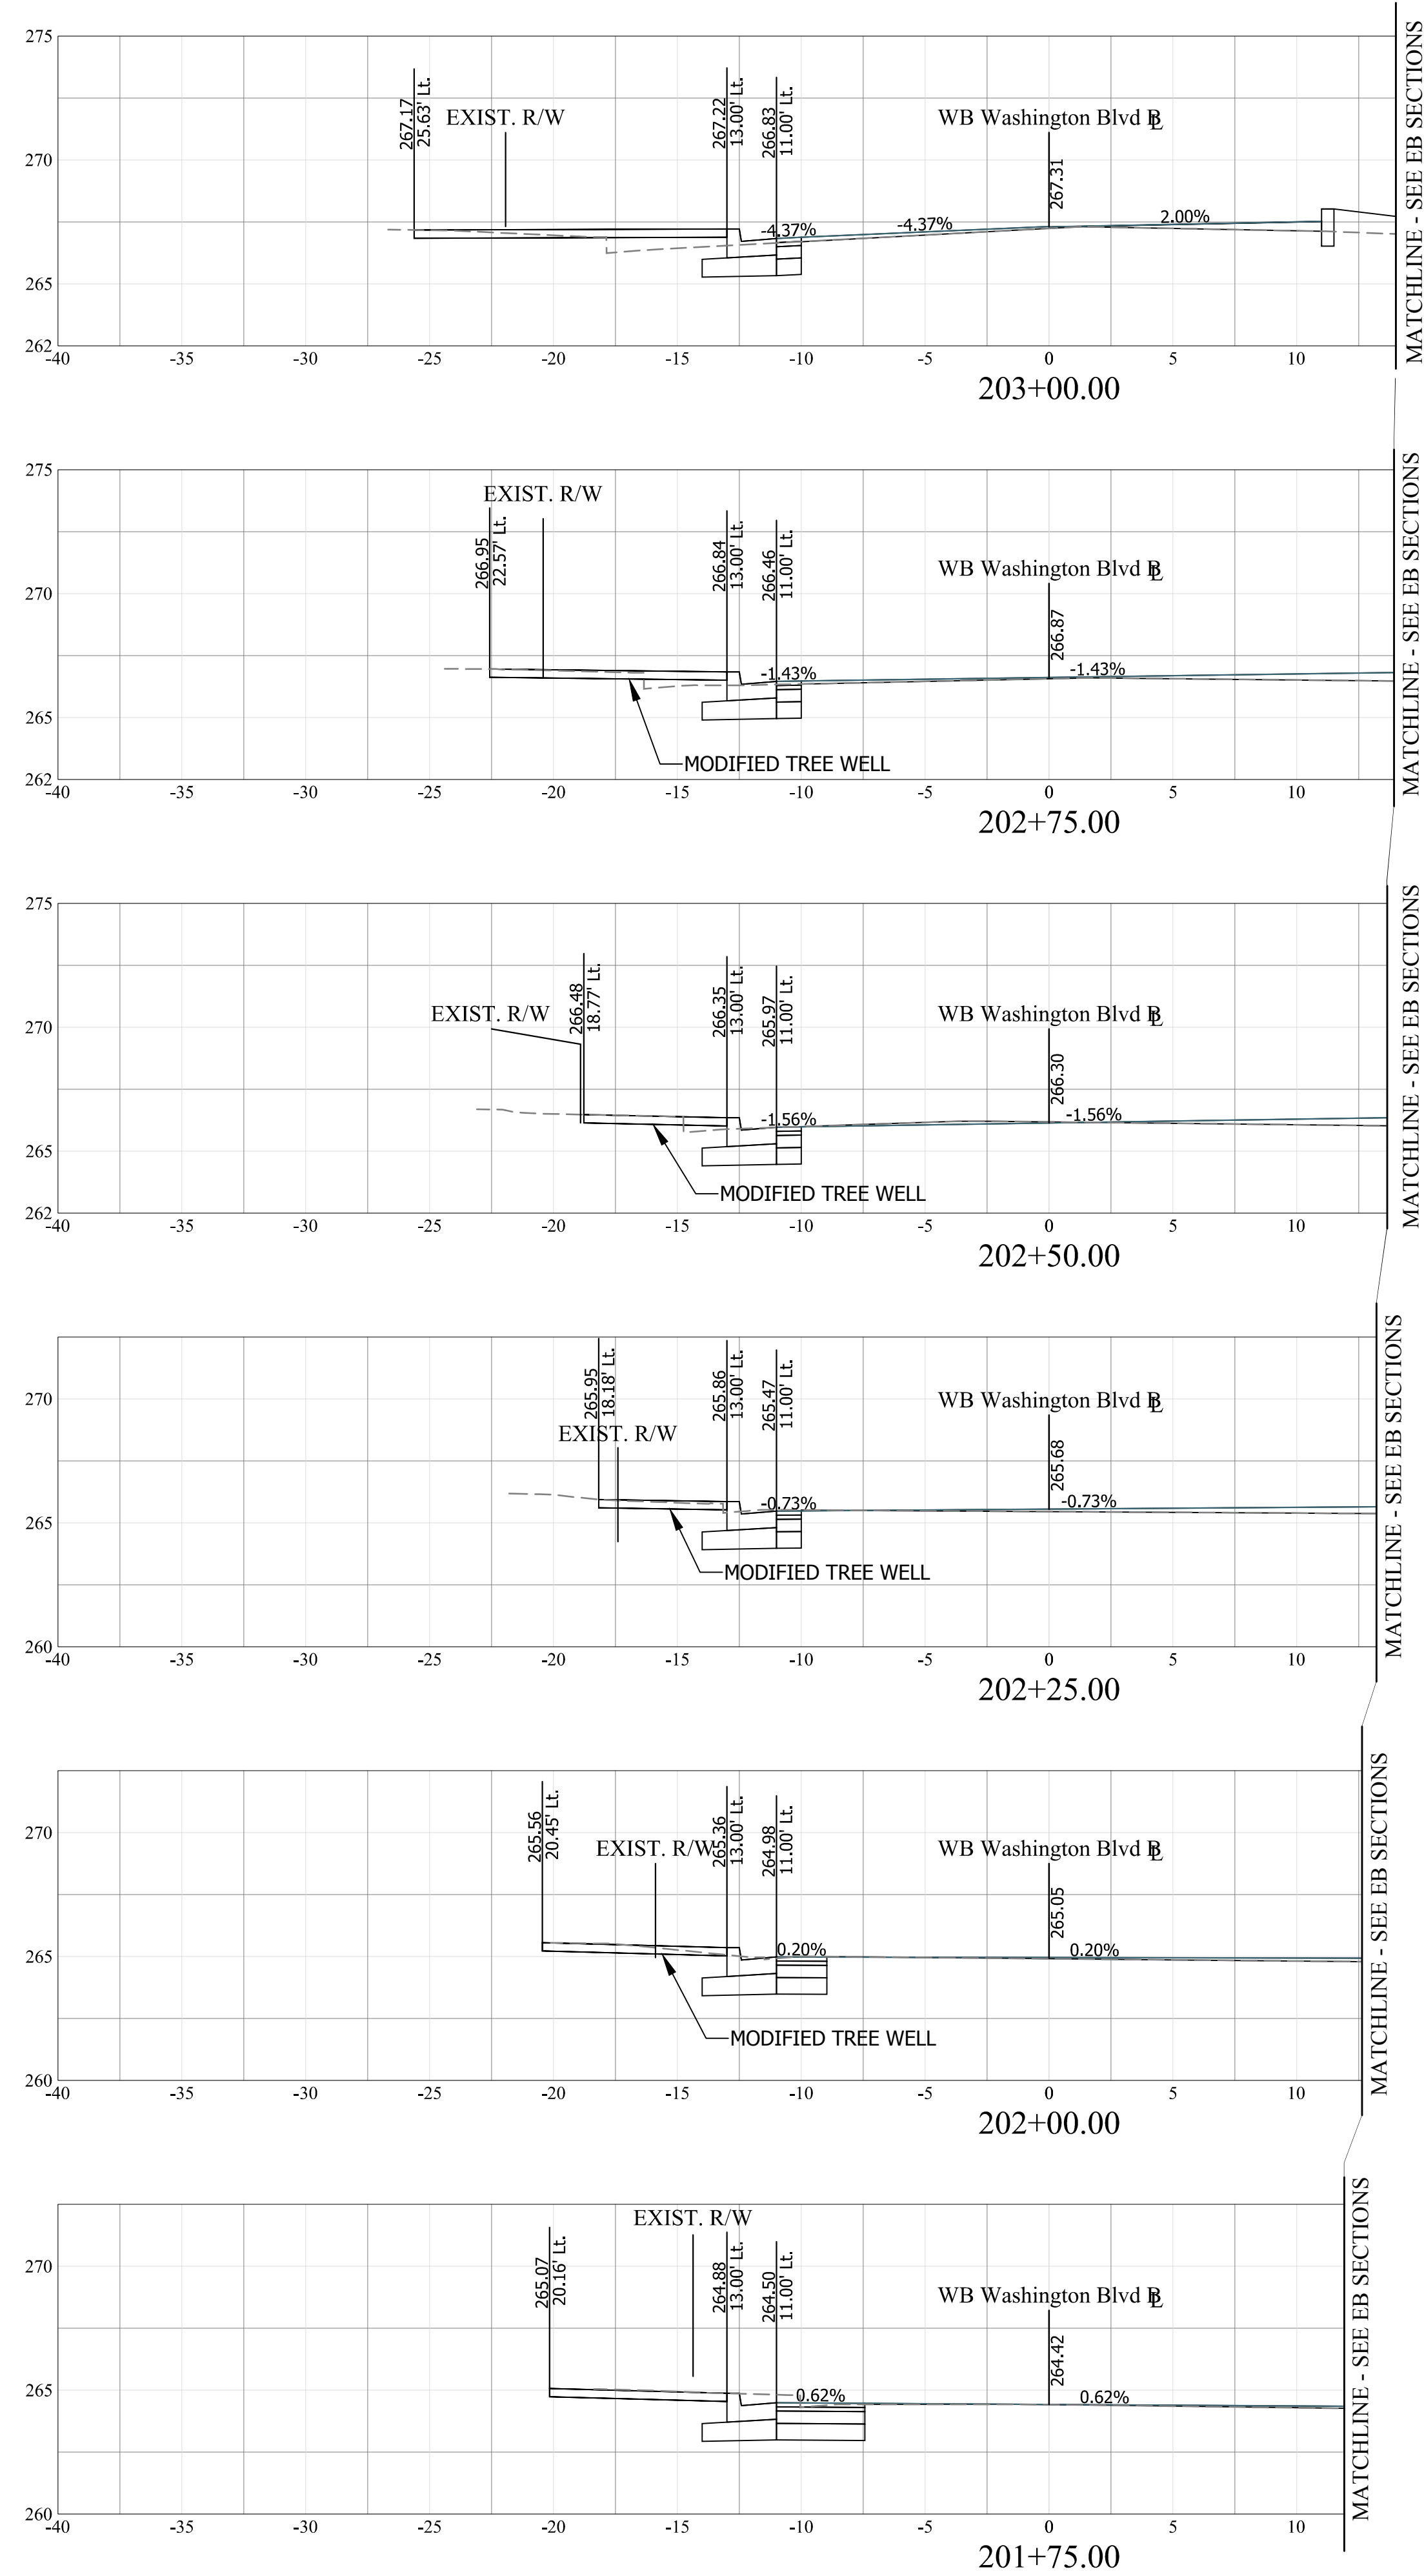 275
270
265
262
267.17
25.63' Lt.
EXIST. R/W
267.22
13.00' Lt.
266.83
11.00' Lt.
WB Washington Blvd BL
267.31
-4.37%
-4.37%
2.00%
-40 -35 -30 -25 -20 -15 -10 -5 0 5 10
203+00.00
MATCHLINE - SEE EB SECTIONS
275
270
265
262
EXIST. R/W
266.95
22.57' Lt.
266.84
13.00' Lt.
266.46
11.00' Lt.
WB Washington Blvd BL
266.87
-1.43%
-1.43%
MODIFIED TREE WELL
-40 -35 -30 -25 -20 -15 -10 -5 0 5 10
202+75.00
MATCHLINE - SEE EB SECTIONS
275
270
265
262
EXIST. R/W
266.48
18.77' Lt.
266.35
13.00' Lt.
265.97
11.00' Lt.
WB Washington Blvd BL
266.30
-1.56%
-1.56%
MODIFIED TREE WELL
-40 -35 -30 -25 -20 -15 -10 -5 0 5 10
202+50.00
MATCHLINE - SEE EB SECTIONS
270
265
260
265.95
18.18' Lt.
EXIST. R/W
265.86
13.00' Lt.
265.47
11.00' Lt.
WB Washington Blvd BL
265.68
-0.73%
-0.73%
MODIFIED TREE WELL
-40 -35 -30 -25 -20 -15 -10 -5 0 5 10
202+25.00
MATCHLINE - SEE EB SECTIONS
270
265
260
265.56
20.45' Lt.
EXIST. R/W
265.36
13.00' Lt.
264.98
11.00' Lt.
WB Washington Blvd BL
265.05
0.20%
0.20%
MODIFIED TREE WELL
-40 -35 -30 -25 -20 -15 -10 -5 0 5 10
202+00.00
MATCHLINE - SEE EB SECTIONS
270
265
260
EXIST. R/W
265.07
20.16' Lt.
264.88
13.00' Lt.
264.50
11.00' Lt.
WB Washington Blvd BL
264.42
0.62%
0.62%
-40 -35 -30 -25 -20 -15 -10 -5 0 5 10
201+75.00
MATCHLINE - SEE EB SECTIONS